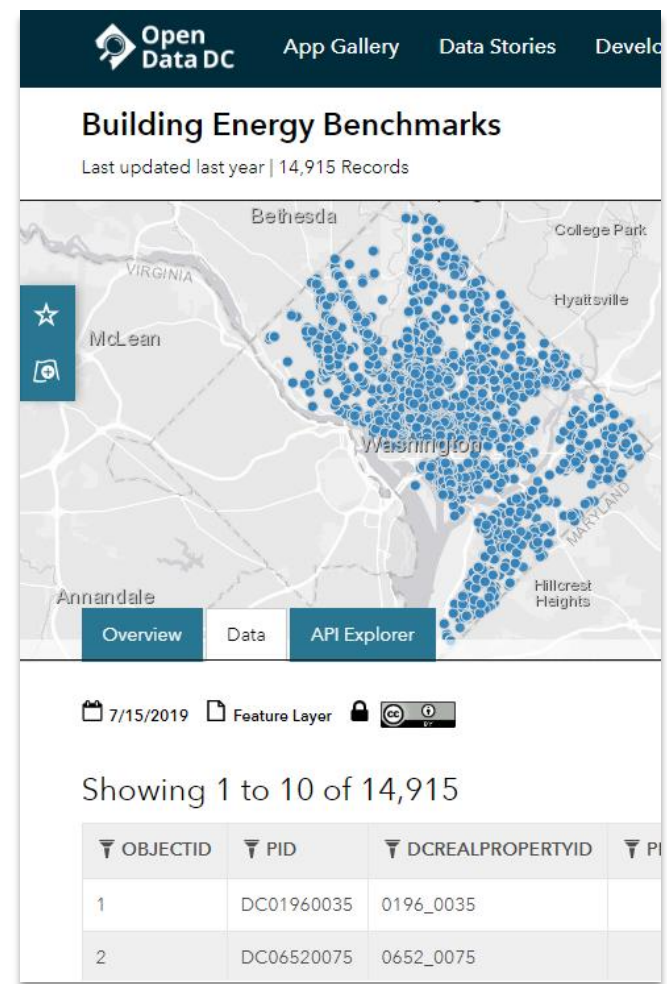 Open
Data DC
App Gallery
Data Stories
Develo
Building Energy Benchmarks
Last updated last year | 14,915 Records
Bethesda
College Park
VIRGINIA
Hyattsville
McLean
Washington
MARYLAND
Hillcrest
Heights
Annandale
Overview
Data
API Explorer
7/15/2019
Feature Layer
cc
BY
Showing 1 to 10 of 14,915
OBJECTID PID DCREALPROPERTYID
1 DC01960035 0196_0035
2 DC06520075 0652_0075